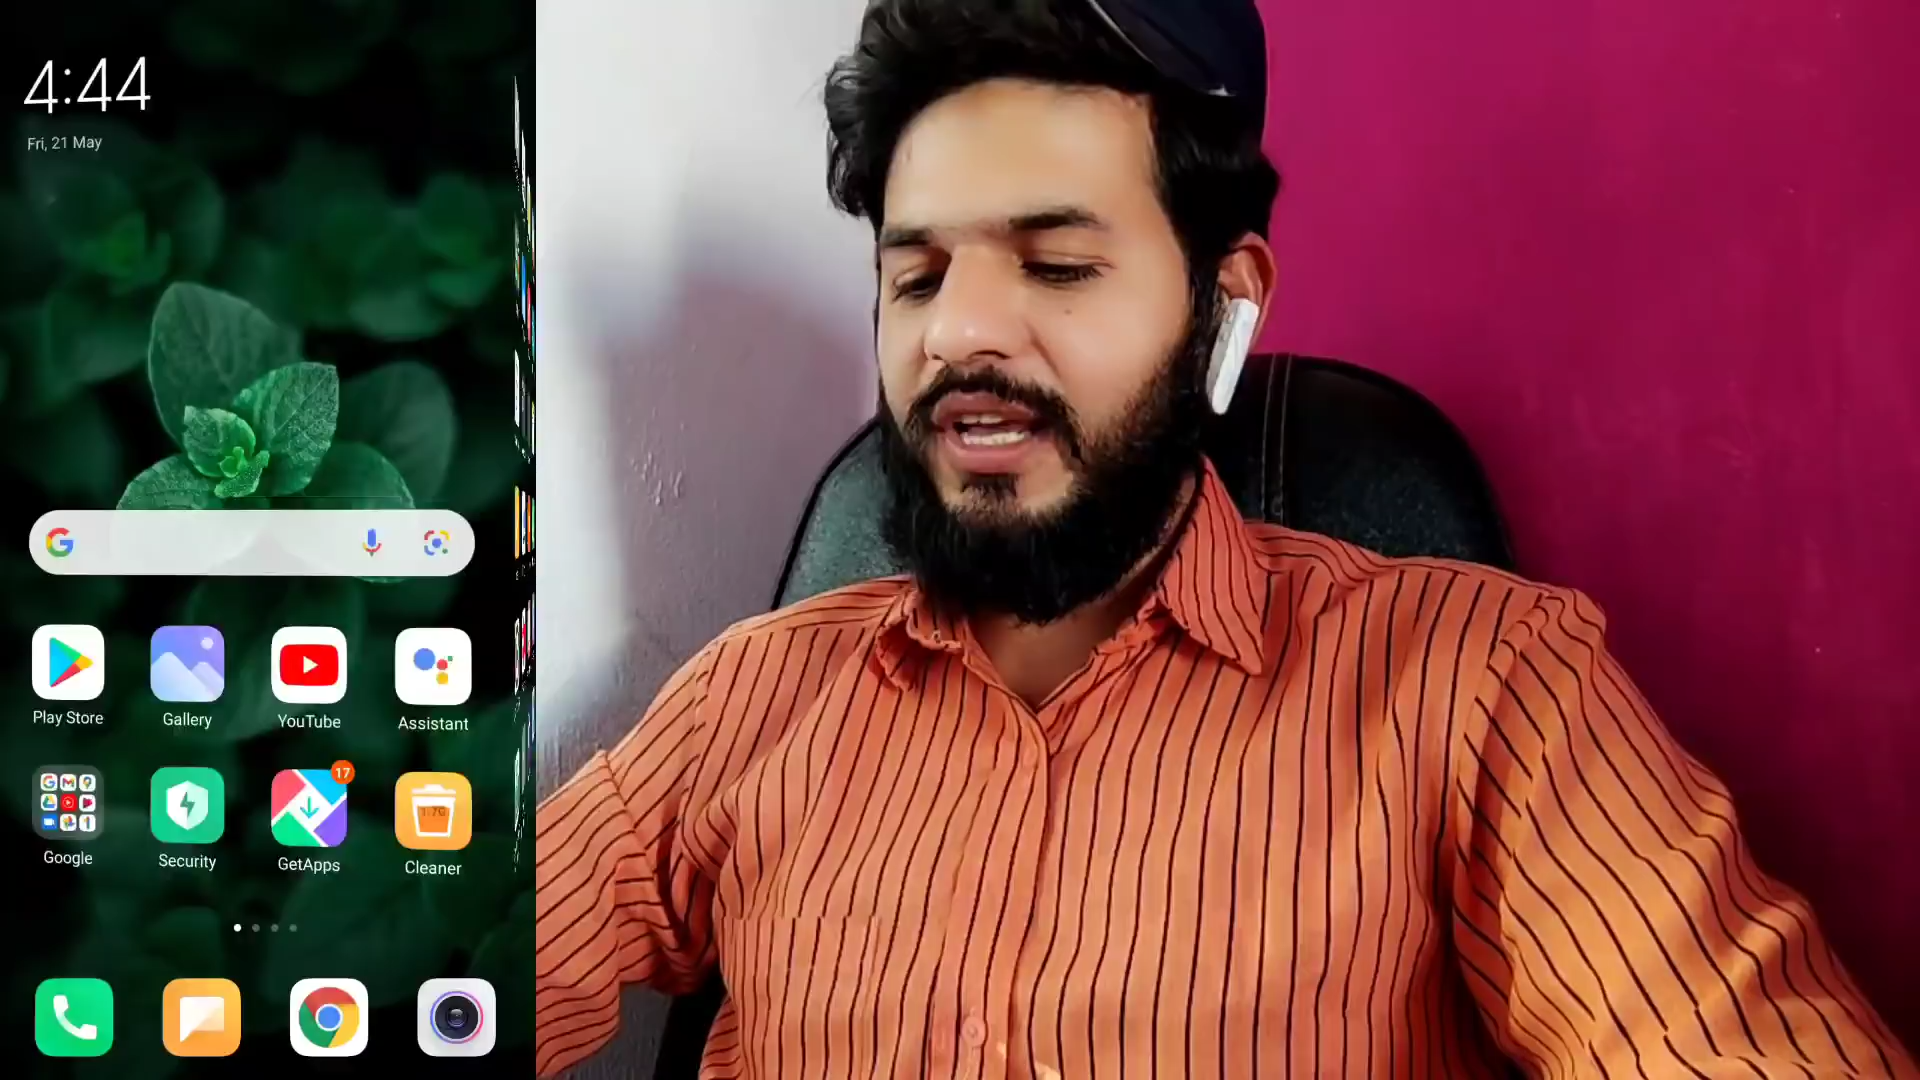 4:44
Fri, 21 May
Play Store
Gallery
YouTube
Assistant
17
Google
Security
GetApps
Cleaner